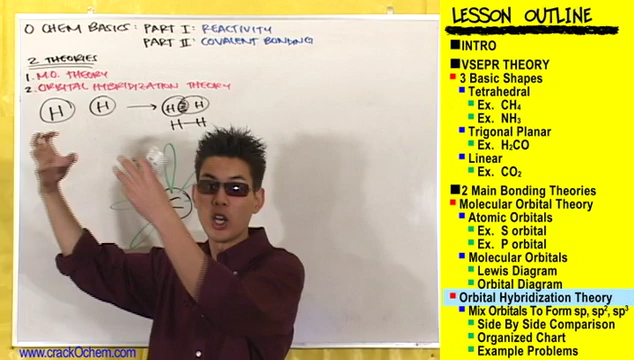 O CHEM BASICS: PART I: REACTIVITY
PART II: COVALENT BONDING
2 THEORIES
1. M.O. THEORY
2. ORBITAL HYBRIDIZATION THEORY
H H → H 2 H
H—H
C
www.crackOchem.com
LESSON OUTLINE
INTRO
VSEPR THEORY
3 Basic Shapes
Tetrahedral
Ex. CH₄
Ex. NH₃
Trigonal Planar
Ex. H₂CO
Linear
Ex. CO₂
2 Main Bonding Theories
Molecular Orbital Theory
Atomic Orbitals
Ex. S orbital
Ex. P orbital
Molecular Orbitals
Lewis Diagram
Orbital Diagram
Orbital Hybridization Theory
Mix Orbitals To Form sp, sp², sp³
Side By Side Comparison
Organized Chart
Example Problems